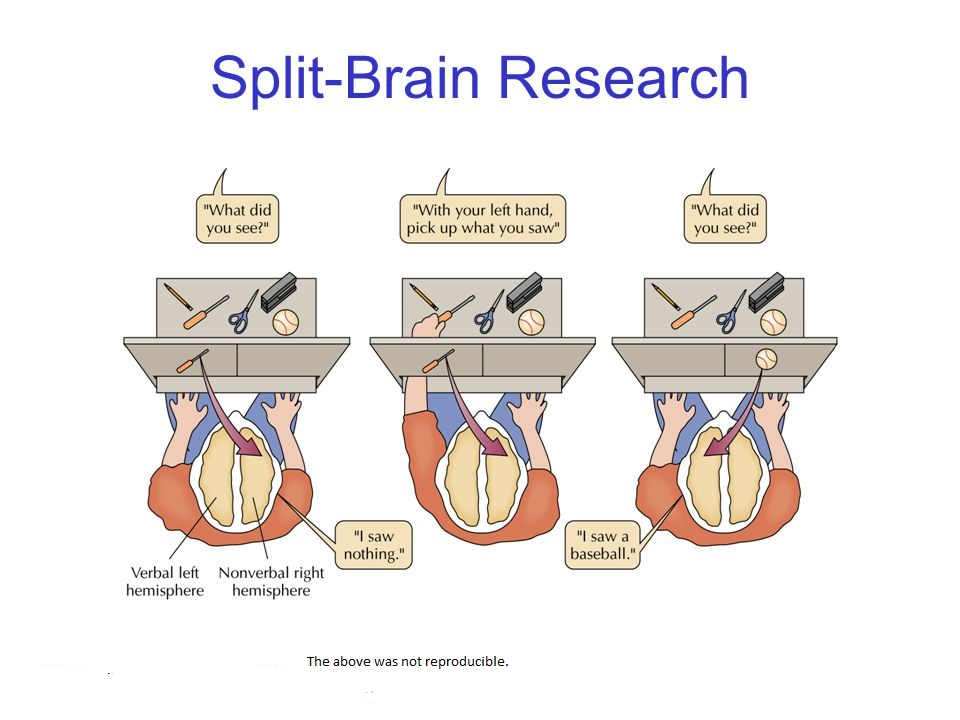 Split-Brain Research
"What did
you see?"
"With your left hand,
pick up what you saw"
"What did
you see?"
"I saw
nothing."
"I saw a
baseball."
Verbal left
hemisphere
Nonverbal right
hemisphere
The above was not reproducible.